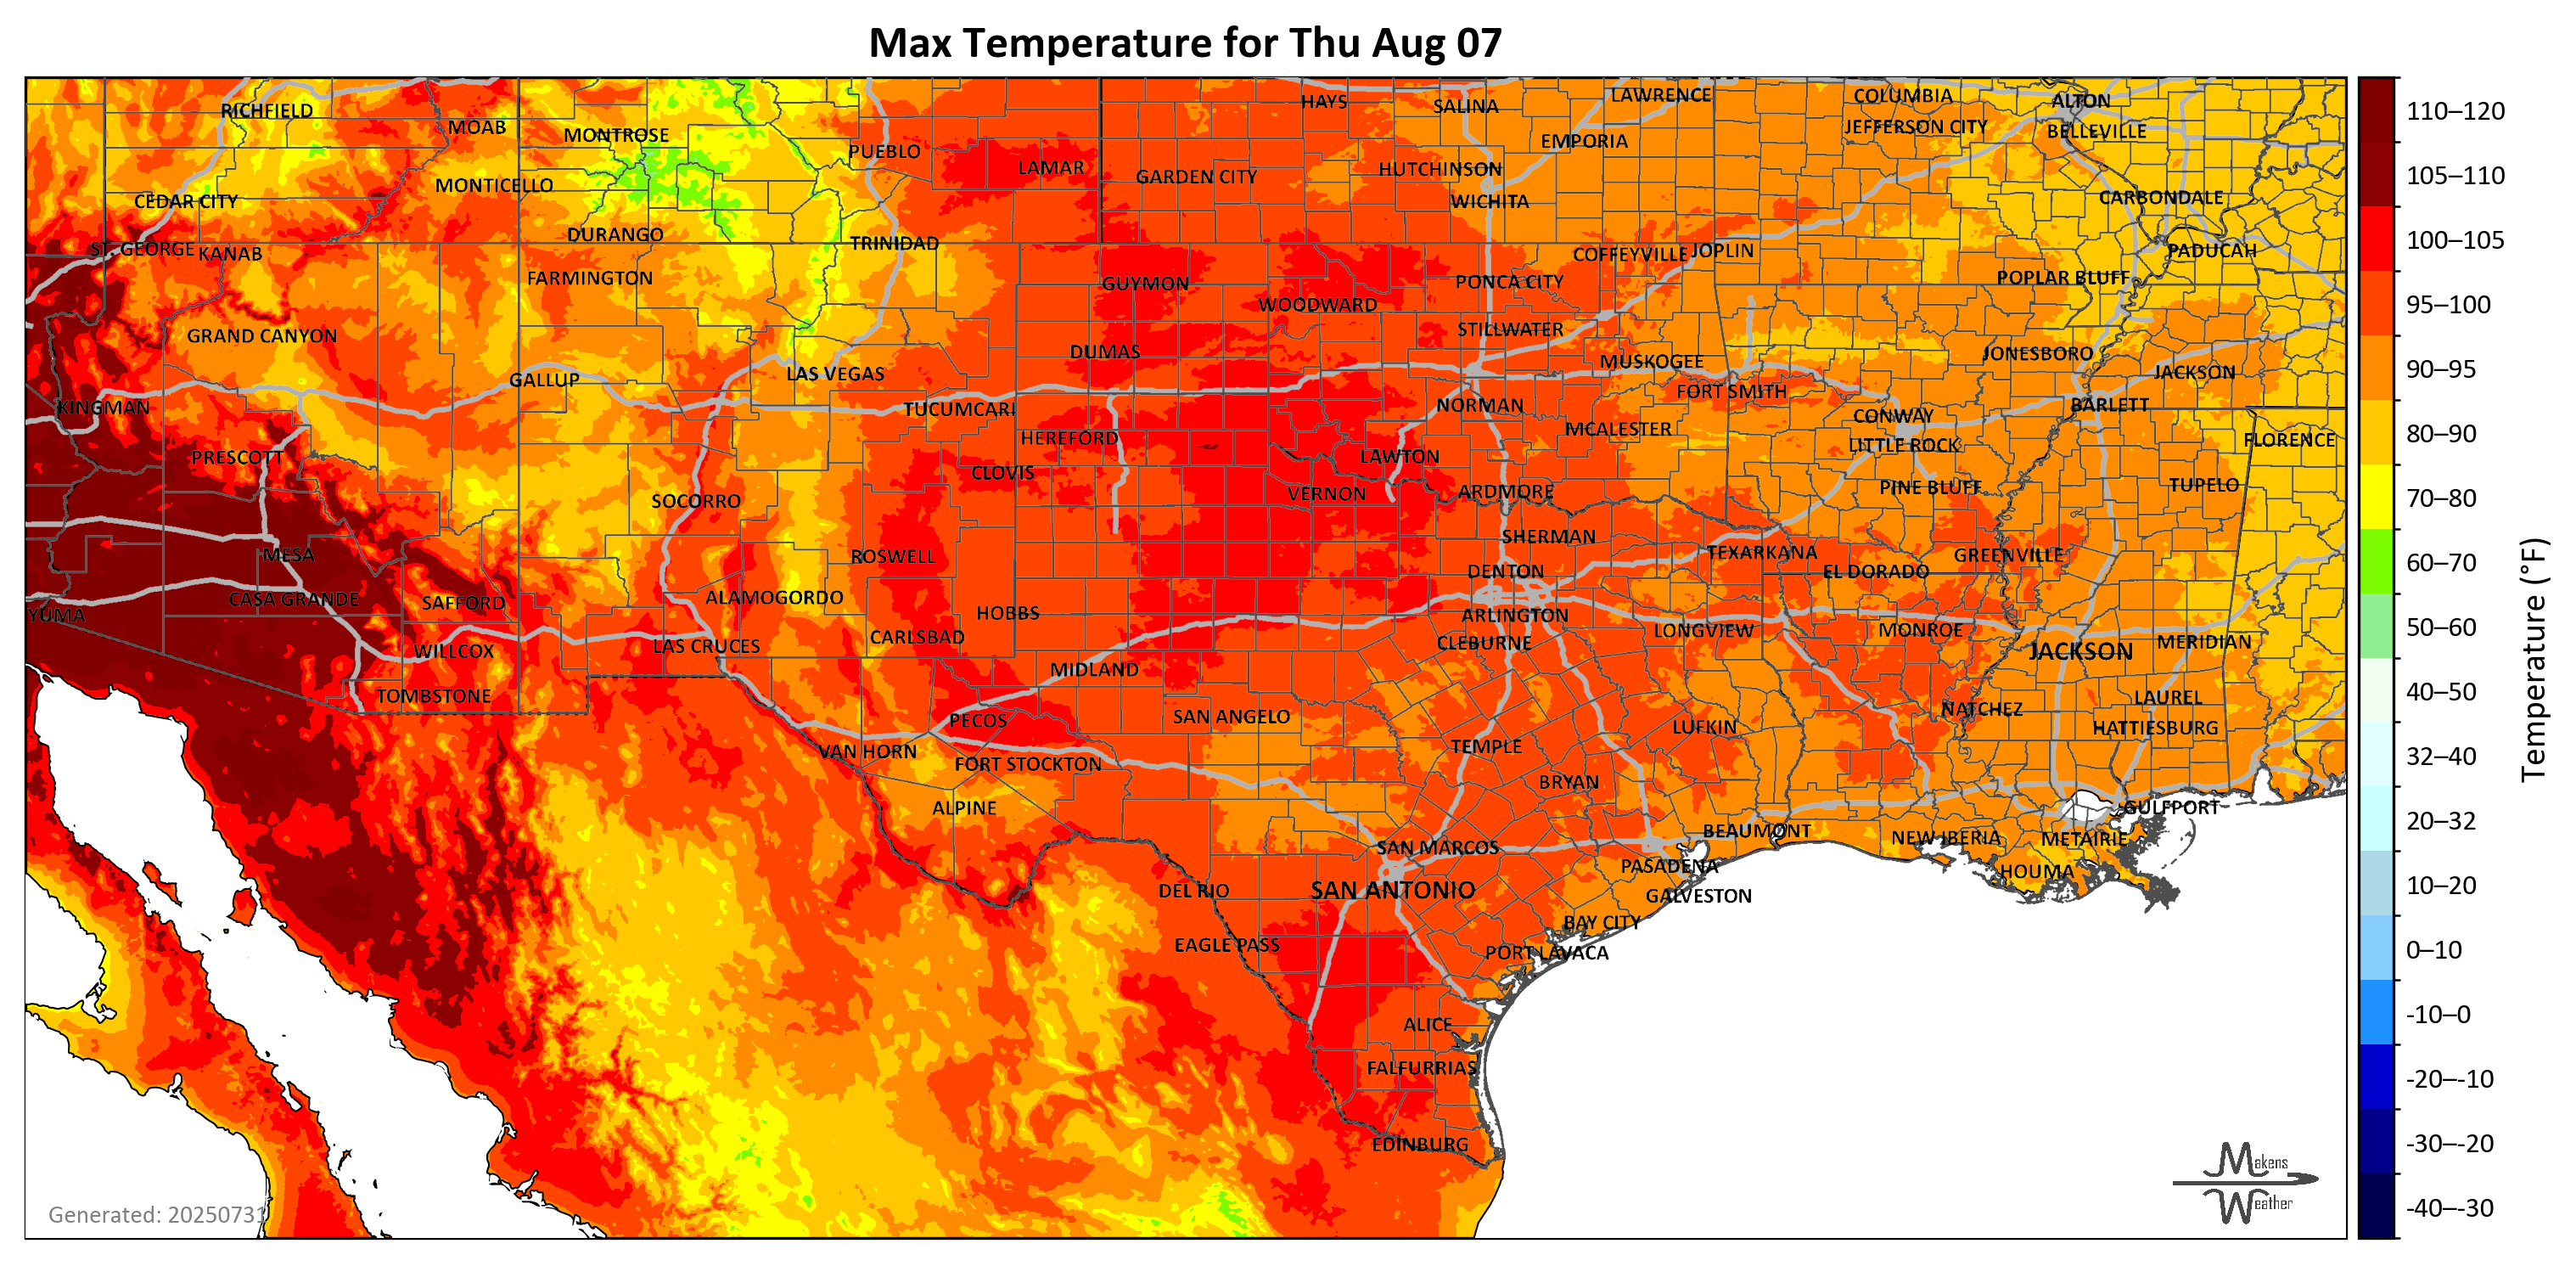 Max Temperature for Thu Aug 07
RICHFIELD
MOAB
MONTROSE
PUEBLO
LAMAR
HAYS
SALINA
LAWRENCE
COLUMBIA
ALTON
JEFFERSON CITY
BELLEVILLE
EMPORIA
GARDEN CITY
HUTCHINSON
MONTICELLO
CEDAR CITY
WICHITA
CARBONDALE
DURANGO
TRINIDAD
ST. GEORGE
KANAB
COFFEYVILLE
JOPLIN
PADUCAH
FARMINGTON
GUYMON
PONCA CITY
POPLAR BLUFF
WOODWARD
GRAND CANYON
STILLWATER
DUMAS
MUSKOGEE
JONESBORO
GALLUP
LAS VEGAS
JACKSON
FORT SMITH
KINGMAN
TUCUMCARI
NORMAN
BARLETT
CONWAY
HEREFORD
MCALESTER
LITTLE ROCK
FLORENCE
PRESCOTT
CLOVIS
LAWTON
SOCORRO
VERNON
ARDMORE
PINE BLUFF
TUPELO
MESA
ROSWELL
SHERMAN
TEXARKANA
GREENVILLE
DENTON
EL DORADO
CASA GRANDE
SAFFORD
ALAMOGORDO
YUMA
HOBBS
ARLINGTON
LAS CRUCES
CARLSBAD
CLEBURNE
LONGVIEW
MONROE
MERIDIAN
WILLCOX
JACKSON
MIDLAND
TOMBSTONE
LAUREL
PECOS
SAN ANGELO
NATCHEZ
LUFKIN
HATTIESBURG
VAN HORN
TEMPLE
FORT STOCKTON
BRYAN
ALPINE
GULFPORT
BEAUMONT
NEW IBERIA
METAIRIE
SAN MARCOS
PASADENA
HOUMA
DEL RIO
SAN ANTONIO
GALVESTON
BAY CITY
EAGLE PASS
PORT LAVACA
ALICE
FALFURRIAS
EDINBURG
Generated: 20250731
Makens
Weather
110–120
105–110
100–105
95–100
90–95
80–90
70–80
60–70
50–60
40–50
32–40
20–32
10–20
0–10
-10–0
-20–-10
-30–-20
-40–-30
Temperature (°F)